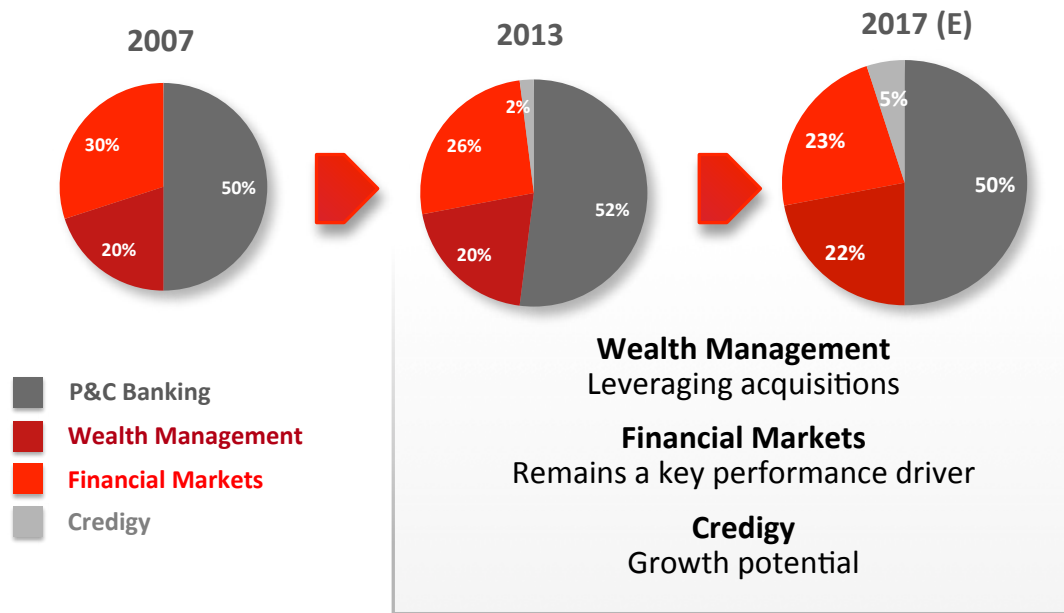 2007
30%
50%
20%
2013
2%
26%
52%
20%
2017 (E)
5%
23%
50%
22%
P&C Banking
Wealth Management
Financial Markets
Credigy
Wealth Management
Leveraging acquisitions
Financial Markets
Remains a key performance driver
Credigy
Growth potential